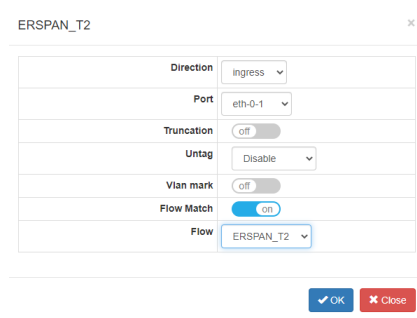 ERSPAN_T2 ×
Direction ingress
Port eth-0-1
Truncation off
Untag Disable
Vlan mark off
Flow Match on
Flow ERSPAN_T2
✔ OK ✖ Close